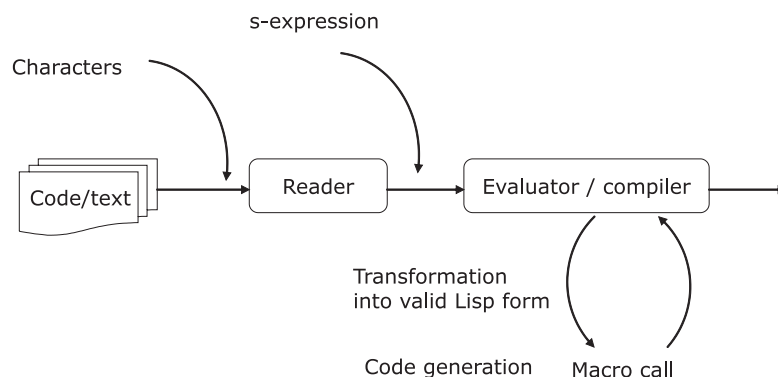 s-expression
Characters
Code/text
Reader
Evaluator / compiler
Transformation
into valid Lisp form
Code generation
Macro call